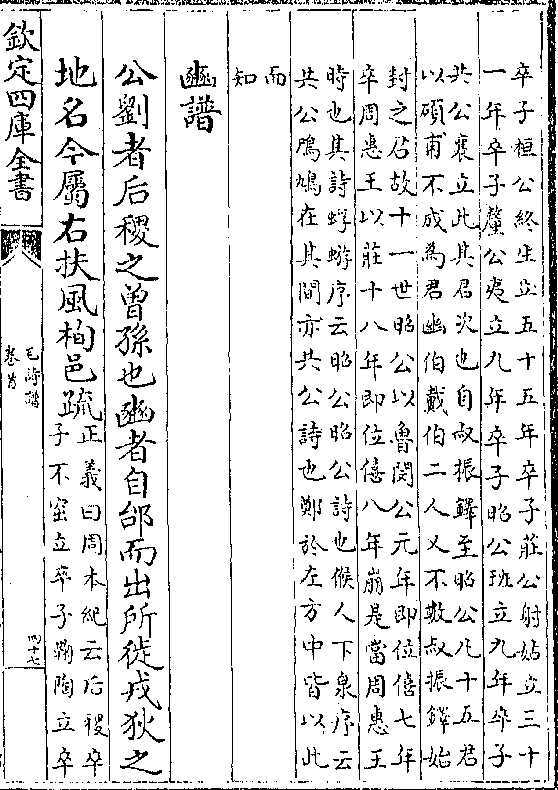 卒子桓公終生立五十五年卒子莊公射姑立三十
一年卒子釐公夷立九年卒子昭公班立九年卒子
共公襄立此其君次也自叔振鐸至昭公凡十五君
以碩甫不成為君幽伯戴伯二人又不數叔振鐸始
封之君故十一世昭公以魯閔公元年即位僖七年
卒周惠王以莊十八年即位僖八年崩是當周惠王
時也其詩蜉蝣序云昭公昭公詩也候人下泉序云
共公鳲鳩在其間亦共公詩也鄭於左方中皆以此
而
知
豳譜
公劉者后稷之曾孫也豳者自邰而出所徙戎狄之
地名今屬右扶風栒邑疏
正義曰周本紀云后稷卒
子不窋立卒子鞠陶立卒
欽定四庫全書
毛詩譜
卷首
四十七